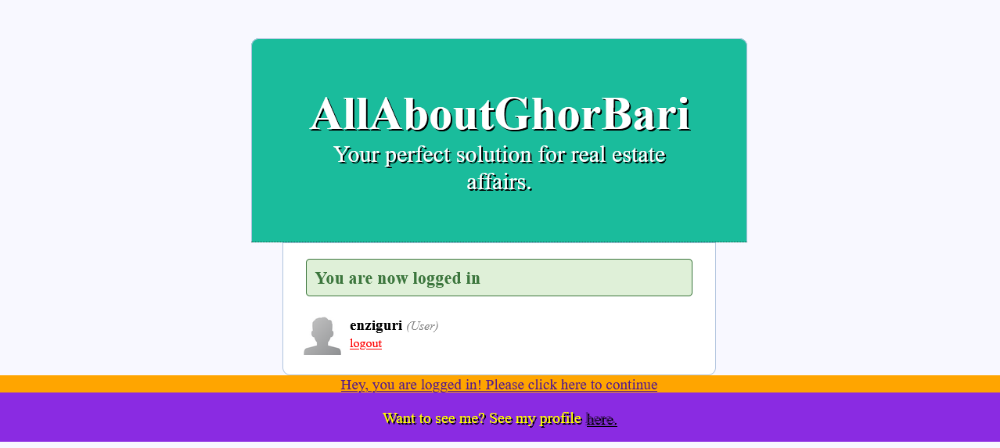 AllAboutGhorBari
Your perfect solution for real estate
affairs.
You are now logged in
enziguri (User)
logout
Hey, you are logged in! Please click here to continue
Want to see me? See my profile here.